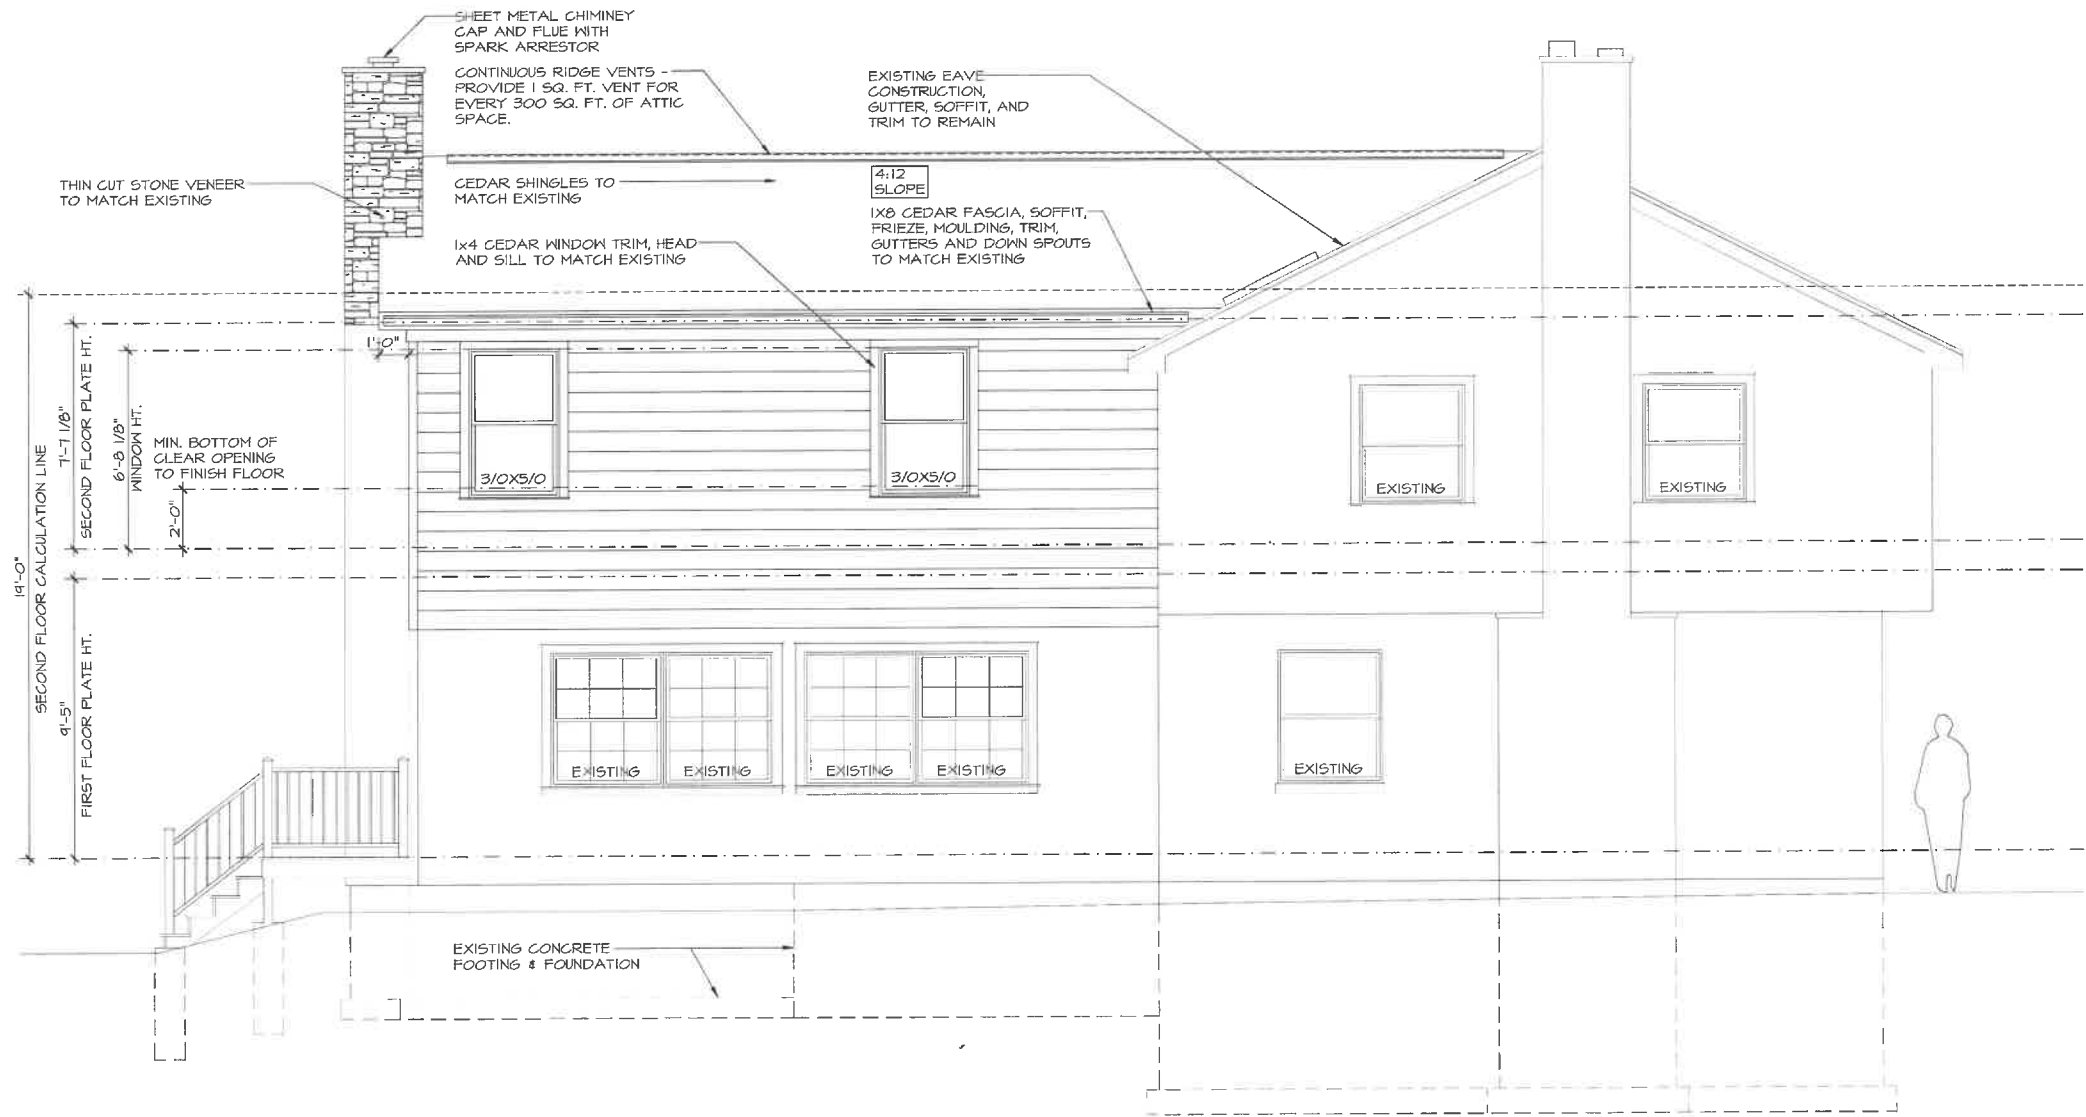 SHEET METAL CHIMINEY
CAP AND FLUE WITH
SPARK ARRESTOR
CONTINUOUS RIDGE VENTS -
PROVIDE 1 SQ. FT. VENT FOR
EVERY 300 SQ. FT. OF ATTIC
SPACE.
EXISTING EAVE
CONSTRUCTION,
GUTTER, SOFFIT, AND
TRIM TO REMAIN
THIN CUT STONE VENEER
TO MATCH EXISTING
CEDAR SHINGLES TO
MATCH EXISTING
4:12
SLOPE
1X8 CEDAR FASCIA, SOFFIT,
FRIEZE, MOULDING, TRIM,
GUTTERS AND DOWN SPOUTS
TO MATCH EXISTING
1x4 CEDAR WINDOW TRIM, HEAD
AND SILL TO MATCH EXISTING
1'-0"
19'-0"
SECOND FLOOR CALCULATION LINE
7'-7 1/8"
SECOND FLOOR PLATE HT.
6'-8 1/8"
WINDOW HT.
MIN. BOTTOM OF
CLEAR OPENING
TO FINISH FLOOR
2'-0"
3/0X5/0
3/0X5/0
EXISTING
EXISTING
9'-5"
FIRST FLOOR PLATE HT.
EXISTING
EXISTING
EXISTING
EXISTING
EXISTING
EXISTING CONCRETE
FOOTING & FOUNDATION